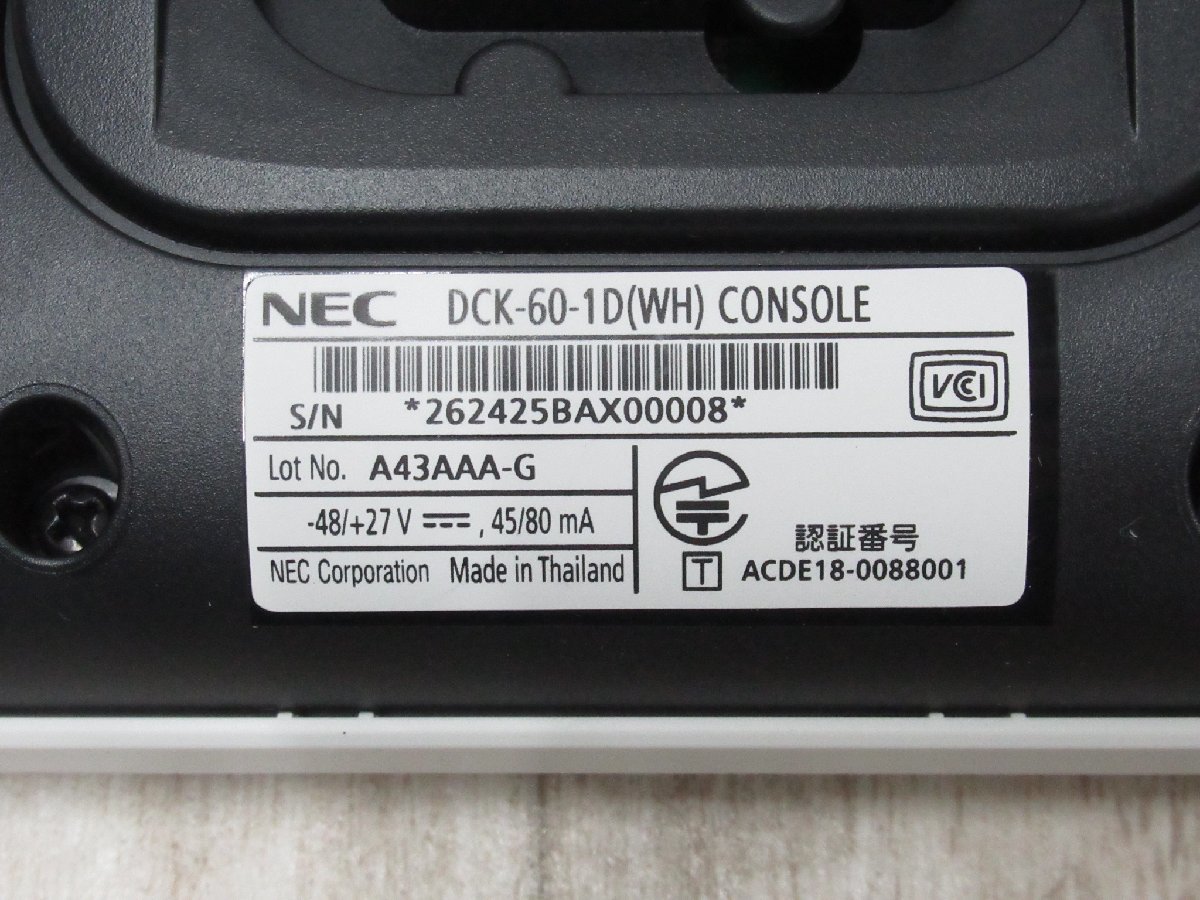 NEC DCK-60-1D(WH) CONSOLE
S/N *262425BAX00008*
VCCI
Lot No. A43AAA-G
-48/+27 V ⎓ , 45/80 mA
NEC Corporation Made in Thailand
認証番号
T ACDE18-0088001